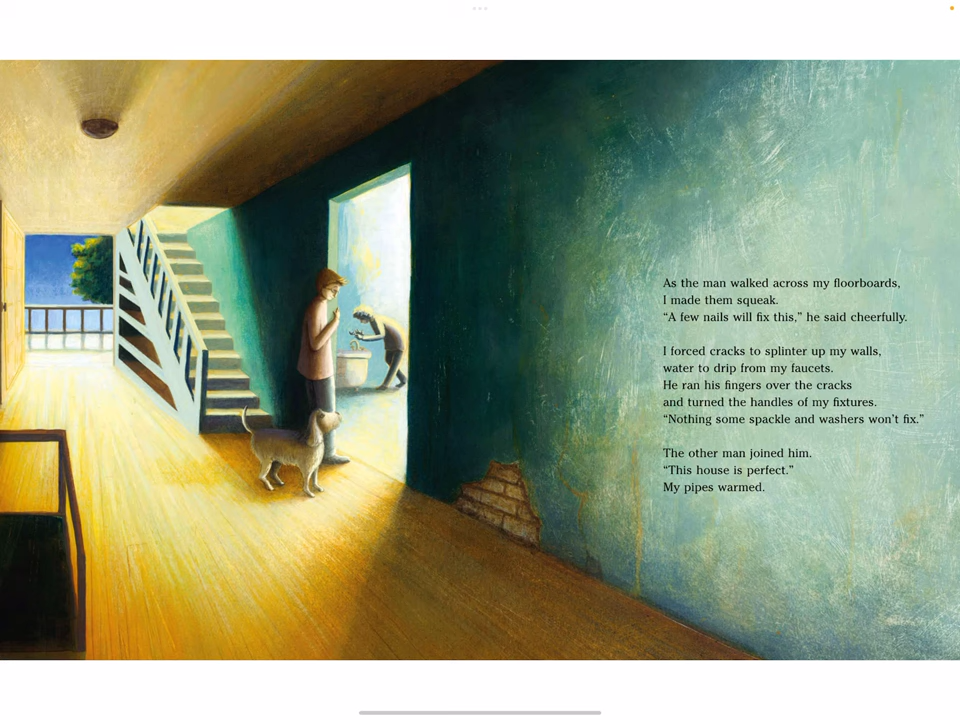 As the man walked across my floorboards,
I made them squeak.
“A few nails will fix this,” he said cheerfully.
I forced cracks to splinter up my walls,
water to drip from my faucets.
He ran his fingers over the cracks
and turned the handles of my fixtures.
“Nothing some spackle and washers won’t fix.”
The other man joined him.
“This house is perfect.”
My pipes warmed.